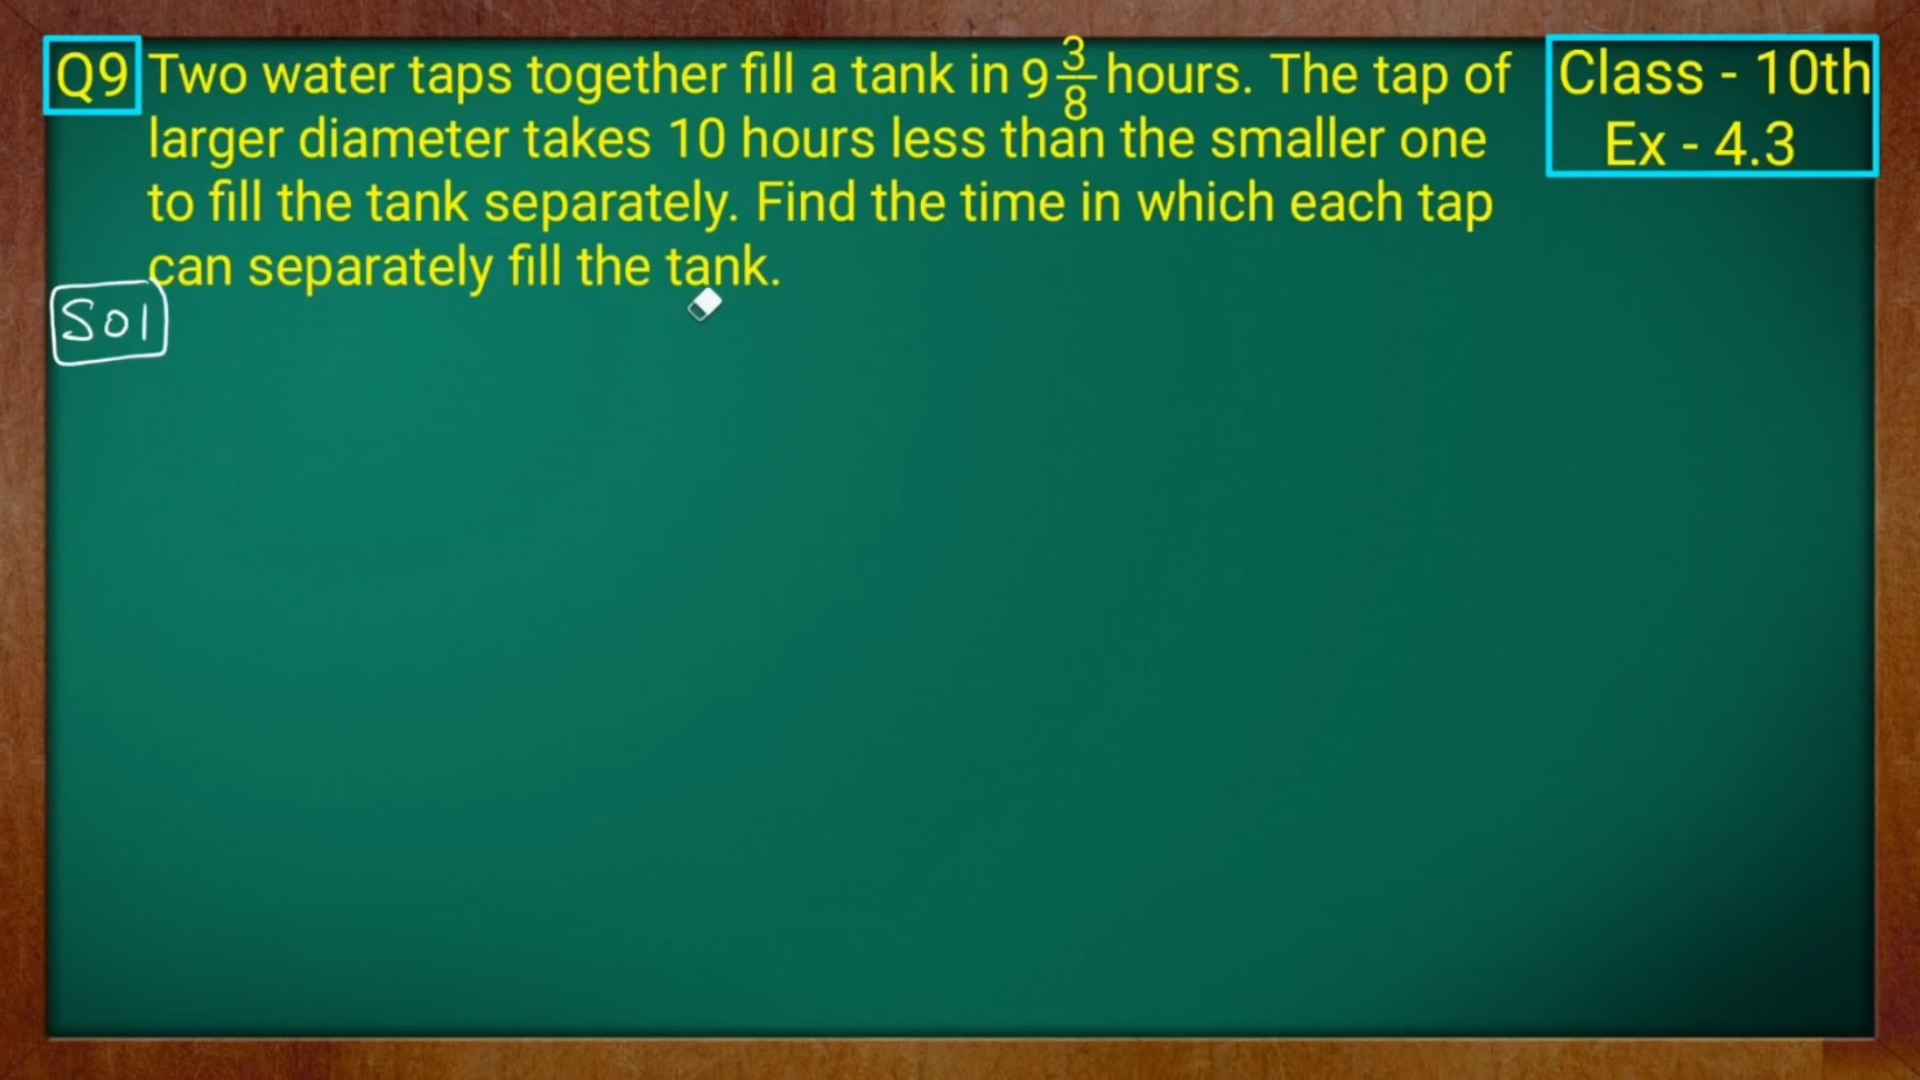 Q9 Two water taps together fill a tank in 9 3/8 hours. The tap of
larger diameter takes 10 hours less than the smaller one
to fill the tank separately. Find the time in which each tap
can separately fill the tank.
Class - 10th
Ex - 4.3
Sol